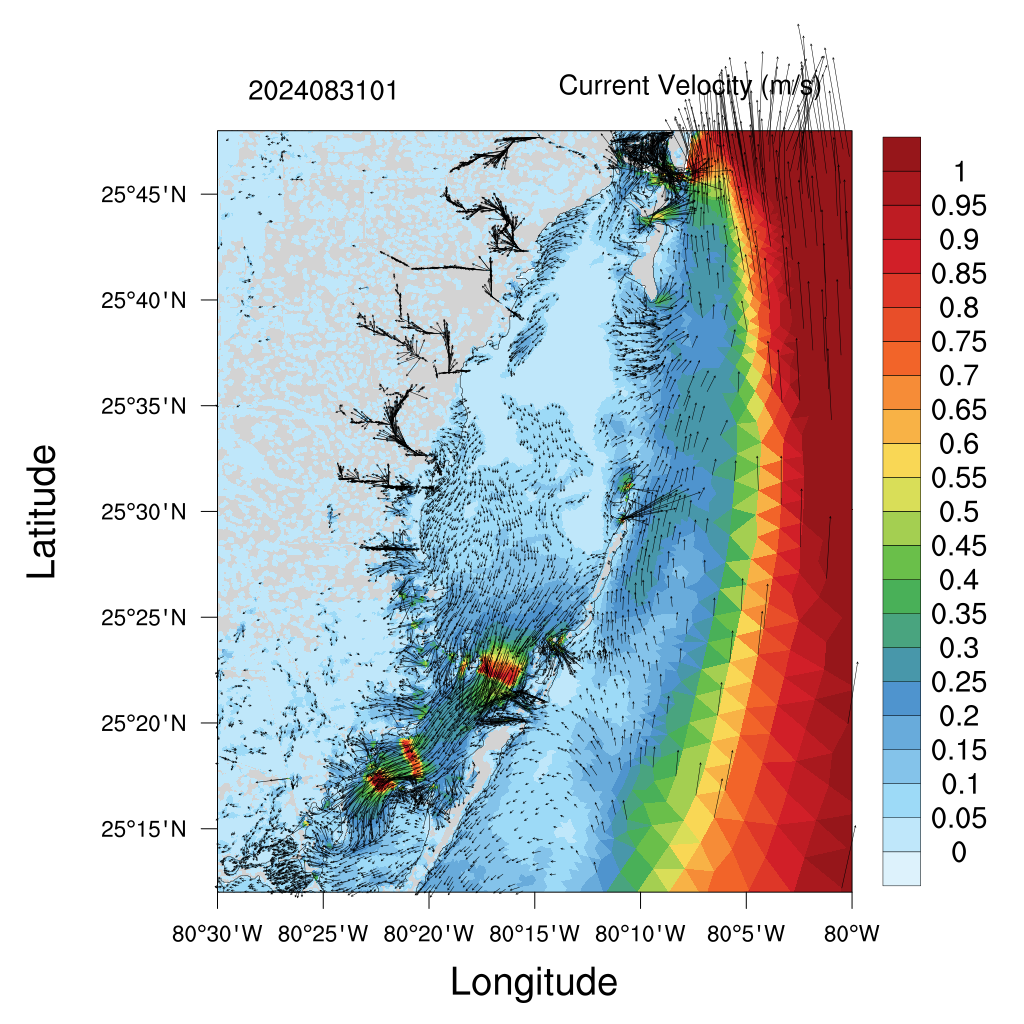 2024083101
Current Velocity (m/s)
Latitude
25°45'N
25°40'N
25°35'N
25°30'N
25°25'N
25°20'N
25°15'N
80°30'W 80°25'W 80°20'W 80°15'W 80°10'W 80°5'W 80°W
Longitude
1
0.95
0.9
0.85
0.8
0.75
0.7
0.65
0.6
0.55
0.5
0.45
0.4
0.35
0.3
0.25
0.2
0.15
0.1
0.05
0